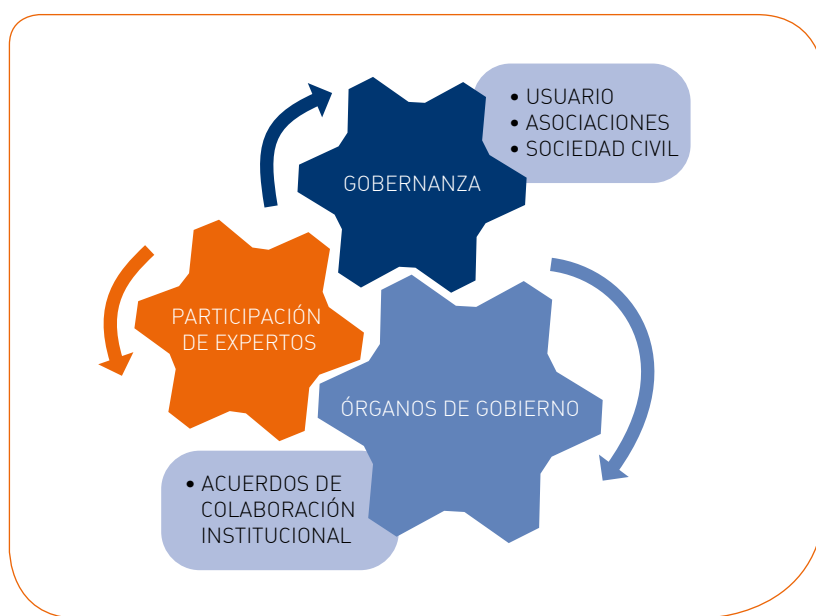 • USUARIO
• ASOCIACIONES
• SOCIEDAD CIVIL
GOBERNANZA
PARTICIPACIÓN
DE EXPERTOS
ÓRGANOS DE GOBIERNO
• ACUERDOS DE
COLABORACIÓN
INSTITUCIONAL